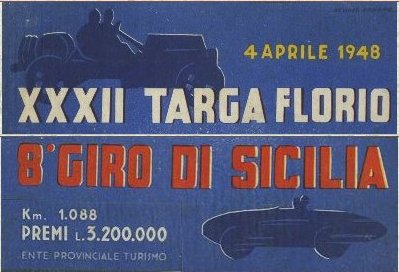 4 APRILE 1948
XXXII TARGA FLORIO
8° GIRO DI SICILIA
Km. 1.088
PREMI L. 3.200.000
ENTE PROVINCIALE TURISMO